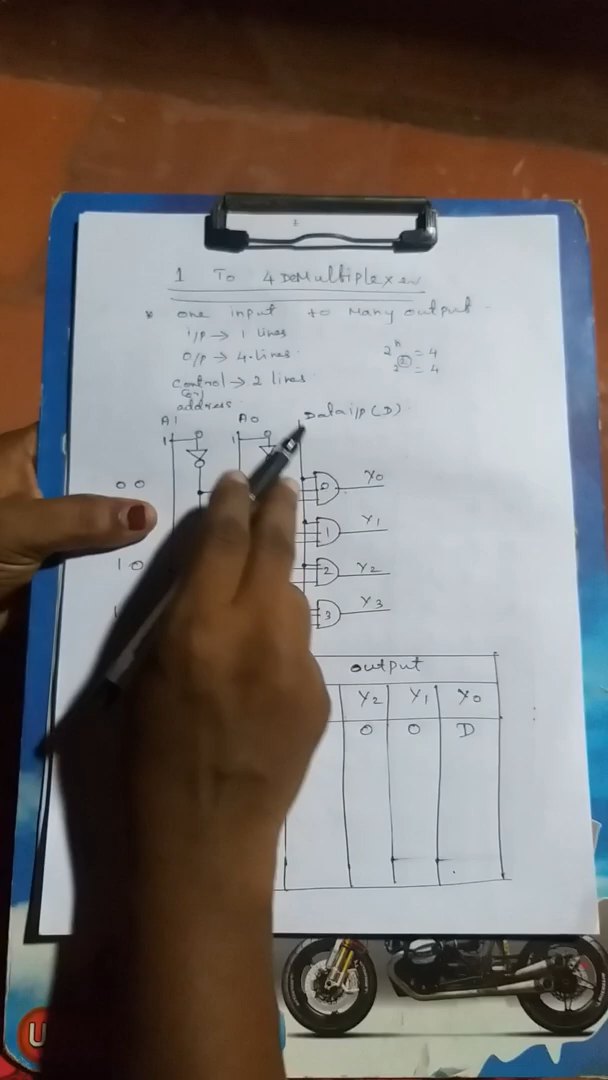 1 To 4 DeMultiplexer
* one input to Many output
i/p → 1 lines
o/p → 4-lines
2^n = 4
control → 2 lines
2^2 = 4
(or)
address
A1 A0 Data i/p (D)
1 1
0 0 0 Y0
1 Y1
1 0 2 Y2
3 Y3
output
Y2 Y1 Y0
0 0 D
U